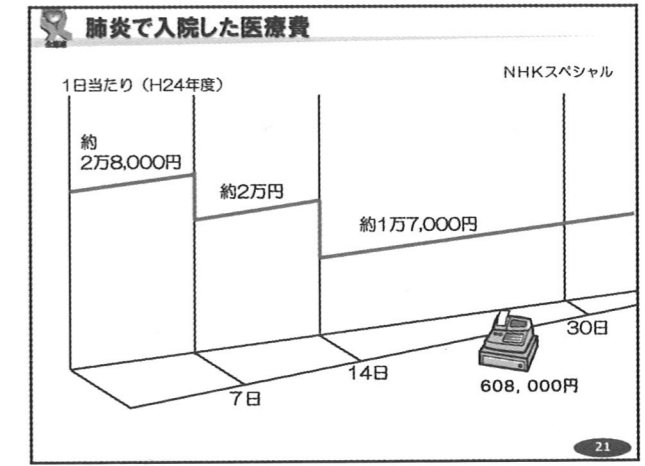 肺炎で入院した医療費
1日当たり（H24年度）
NHKスペシャル
約
2万8,000円
約2万円
約1万7,000円
30日
14日
7日
608,000円
21